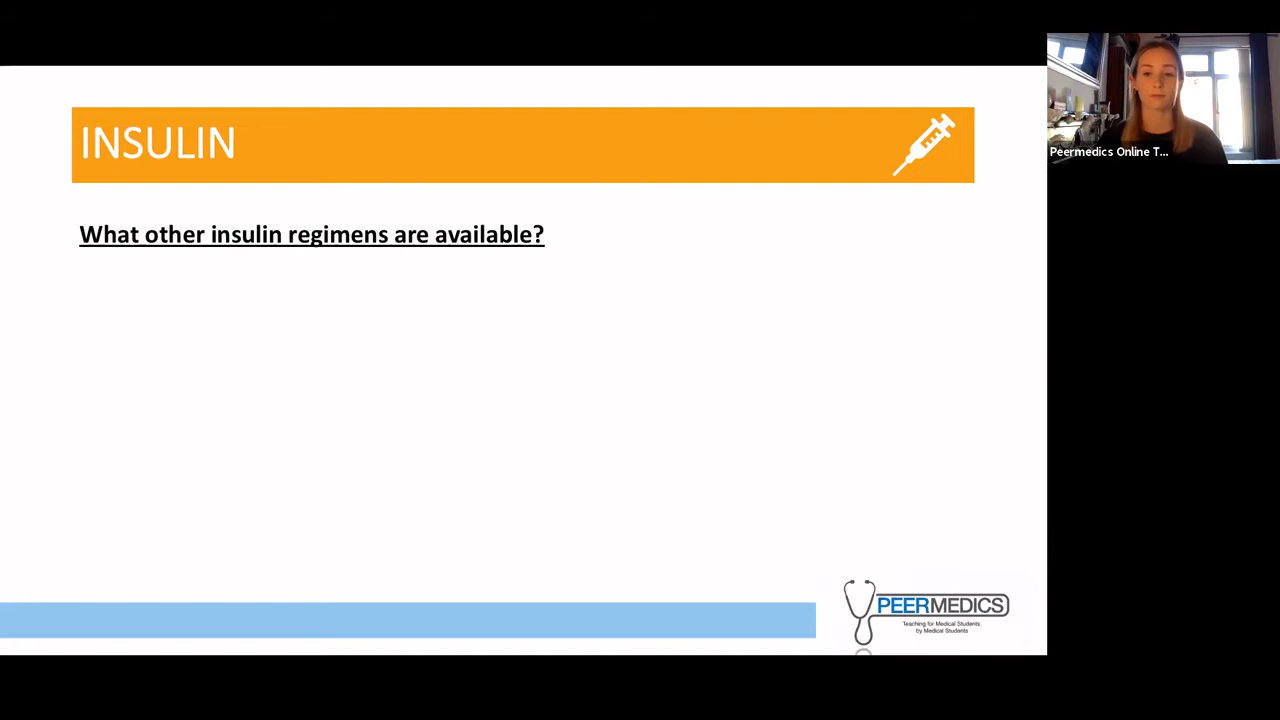 INSULIN
What other insulin regimens are available?
Peermedics Online T...
PEERMEDICS
Teaching for Medical Students,
by Medical Students